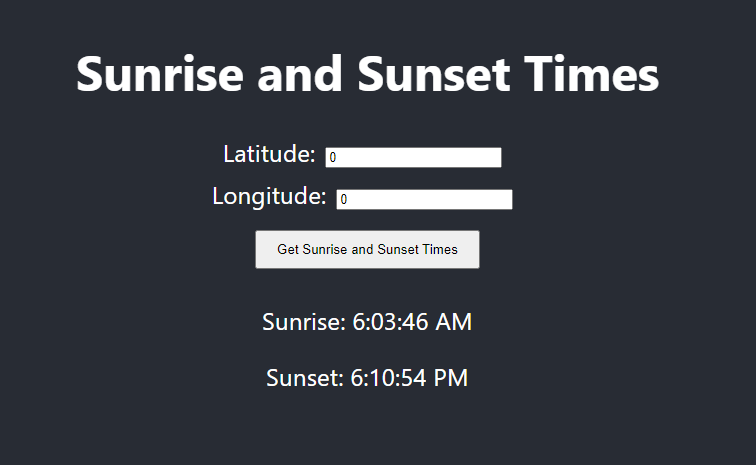 Sunrise and Sunset Times
Latitude: 0
Longitude: 0
Get Sunrise and Sunset Times
Sunrise: 6:03:46 AM
Sunset: 6:10:54 PM